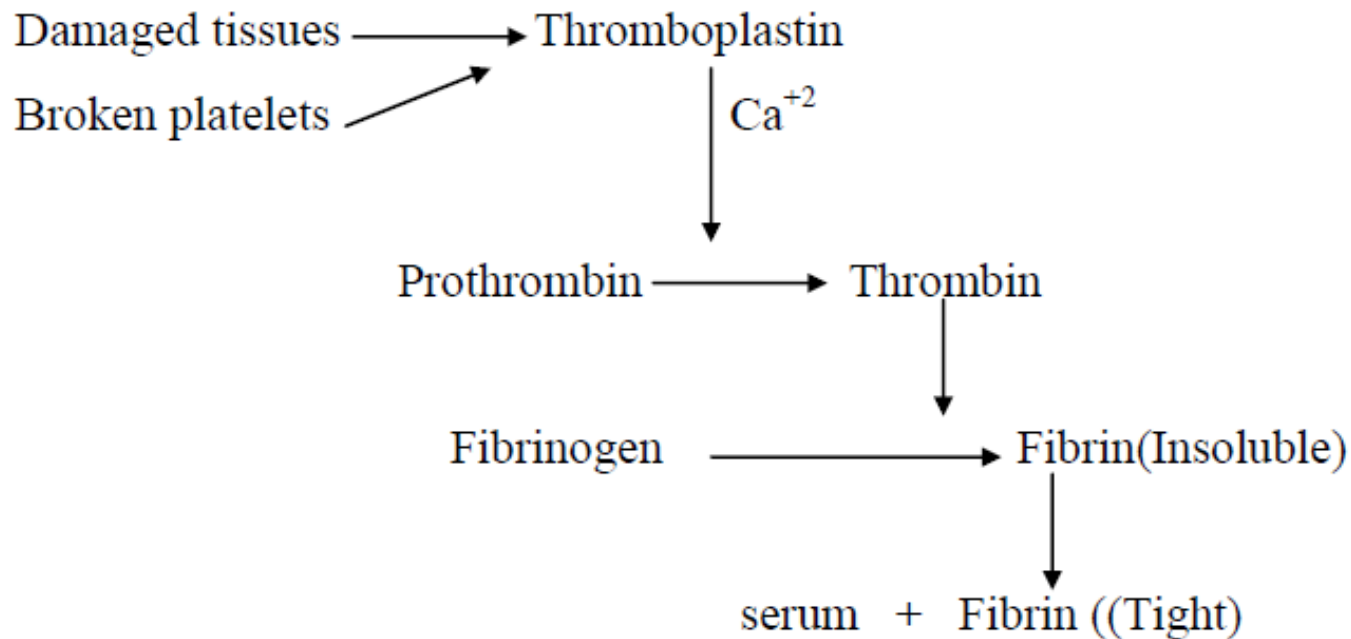 Damaged tissues Thromboplastin
Broken platelets Ca+2
Prothrombin Thrombin
Fibrinogen Fibrin(Insoluble)
serum + Fibrin ((Tight)